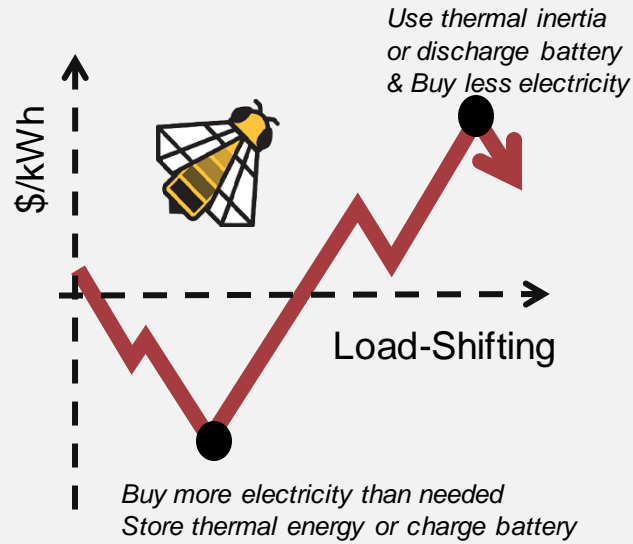 Use thermal inertia
or discharge battery
& Buy less electricity
$/kWh
Load-Shifting
Buy more electricity than needed
Store thermal energy or charge battery